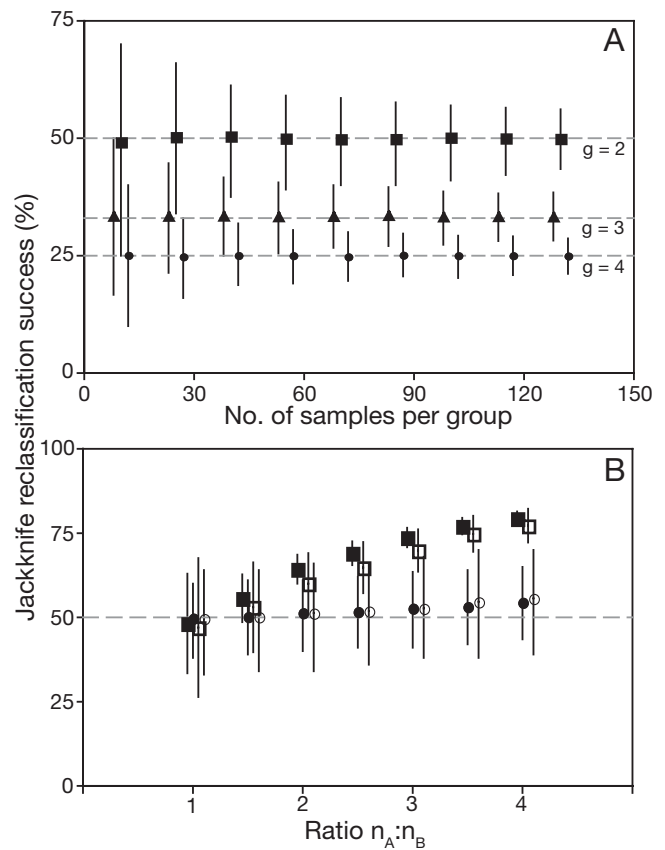 Jackknife reclassification success (%)
A
75
50
25
0
g = 2
g = 3
g = 4
0 30 60 90 120 150
No. of samples per group
B
100
75
50
25
0
1 2 3 4
Ratio nA:nB